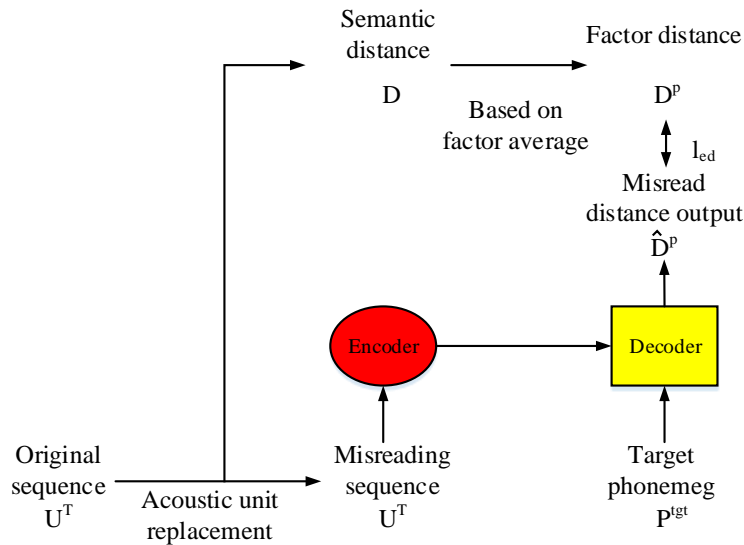 Semantic
distance
D
Based on
factor average
Factor distance
D^p
l_ed
Misread
distance output
D̂^p
Encoder
Decoder
Original
sequence
U^T
Acoustic unit
replacement
Misreading
sequence
U^T
Target
phonemeg
P^tgt